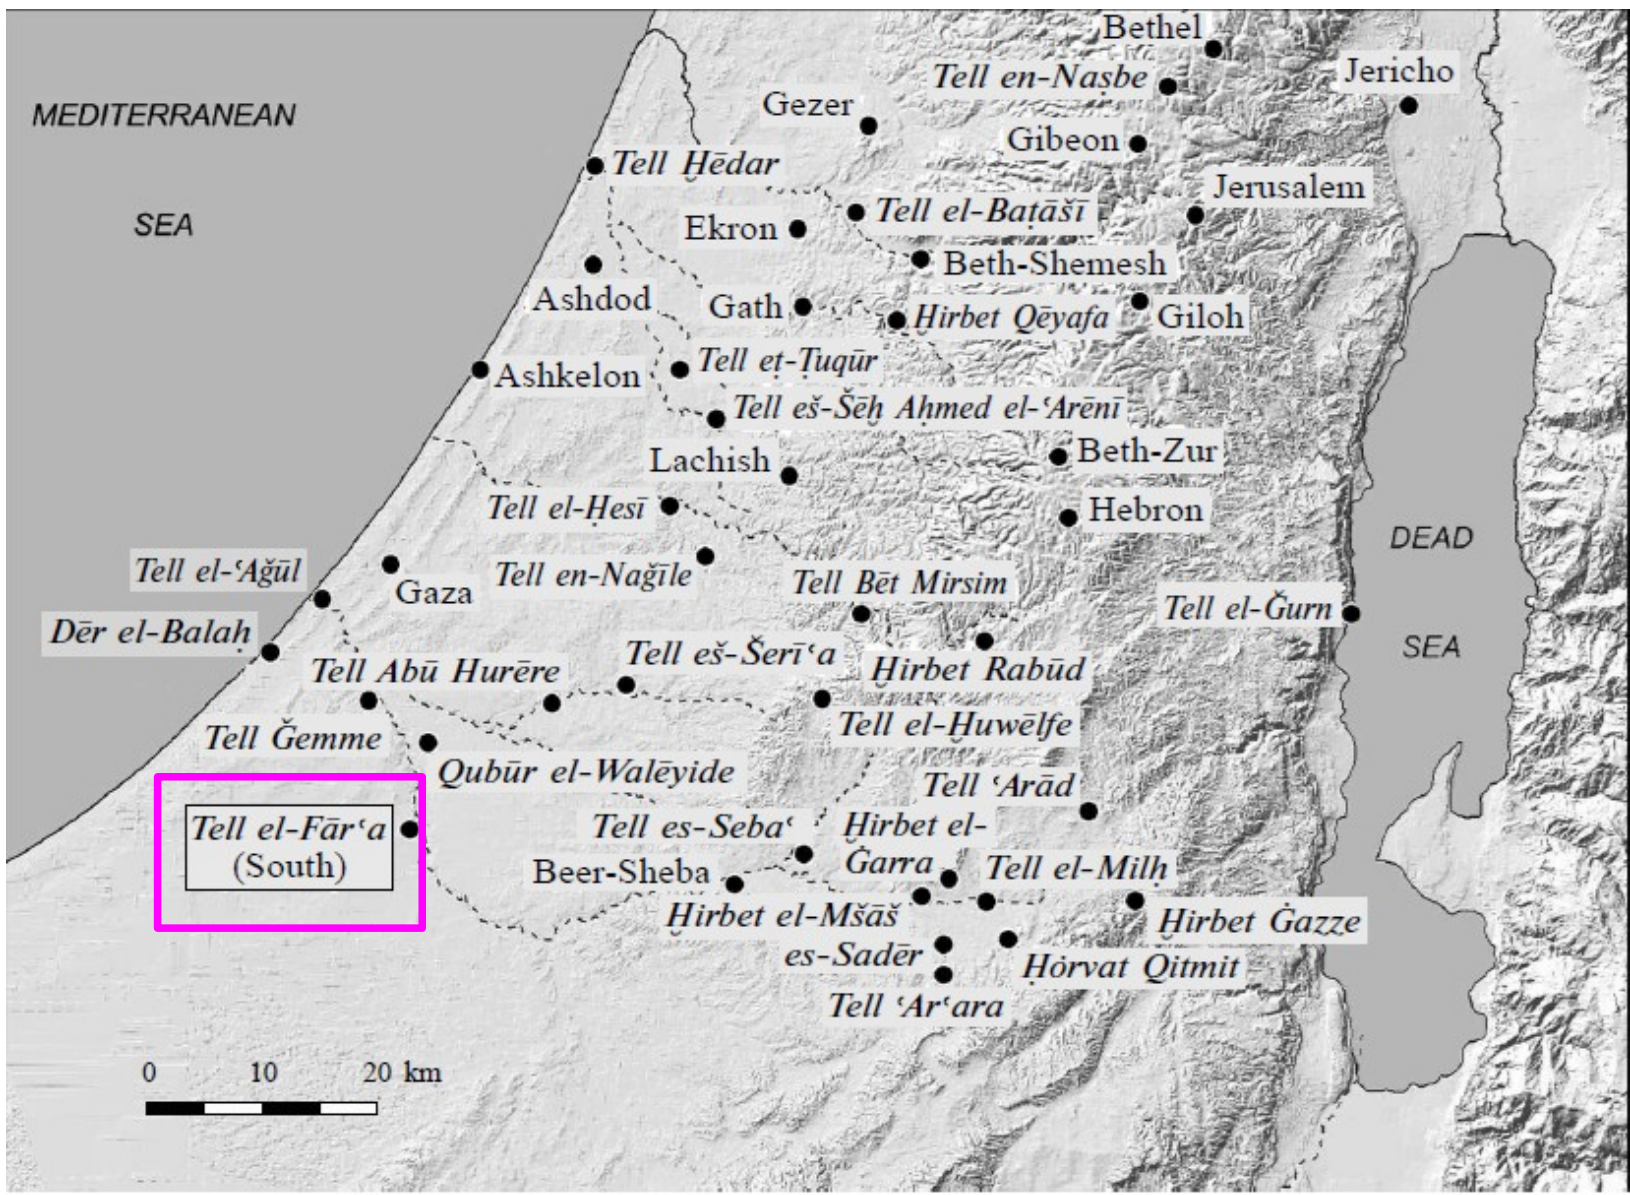 Bethel
Tell en-Naṣbe
Jericho
Gezer
Gibeon
MEDITERRANEAN
SEA
Tell Ḫēdar
Jerusalem
Tell el-Baṭāšī
Ekron
Beth-Shemesh
Ashdod
Gath
Ḫirbet Qēyafa
Giloh
Tell eṭ-Ṭuqūr
Ashkelon
Tell eš-Šēḫ Aḥmed el-ʿArēnī
Lachish
Beth-Zur
Tell el-Ḥesī
Hebron
DEAD
SEA
Tell el-ʿAǧūl
Gaza
Tell en-Naǧīle
Tell Bēt Mirsim
Tell el-Ǧurn
Dēr el-Balaḥ
Tell Abū Hurēre
Tell eš-Šerīʿa
Ḫirbet Rabūd
Tell el-Ḫuwēlfe
Tell Ǧemme
Qubūr el-Walēyide
Tell ʿArād
Tell el-Fārʿa
(South)
Tell es-Sebaʿ
Ḫirbet el-
Ġarra
Beer-Sheba
Tell el-Milḥ
Ḫirbet el-Mšāš
Ḫirbet Ġazze
es-Sadēr
Ḥorvat Qitmit
Tell ʿArʿara
0 10 20 km